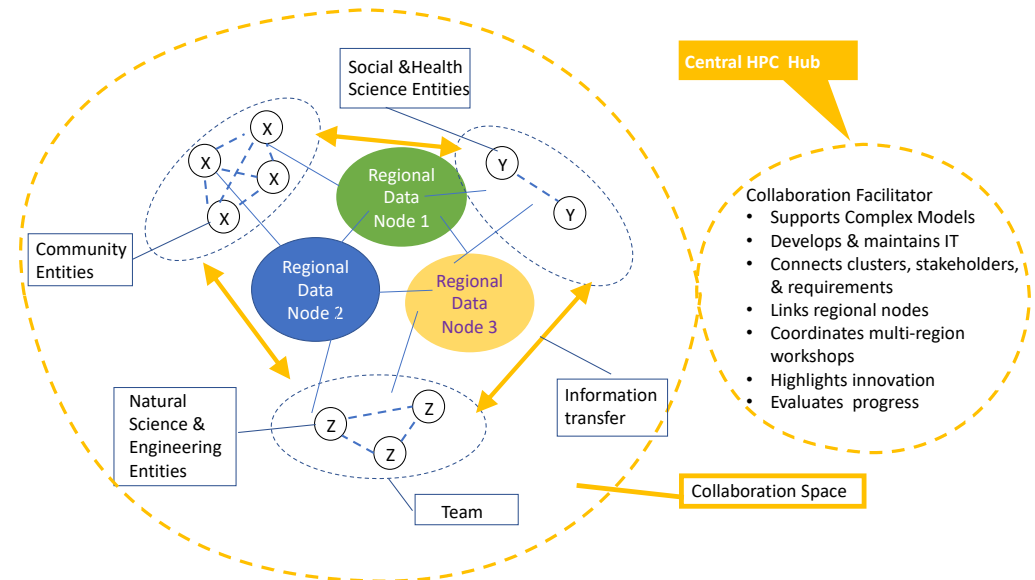 Social &Health
Science Entities
Central HPC  Hub
X
X
X
X
Y
Y
Regional
Data
Node 1
Community
Entities
Regional
Data
Node 2
Regional
Data
Node 3
Collaboration Facilitator
• Supports Complex Models
• Develops & maintains IT
• Connects clusters, stakeholders,
& requirements
• Links regional nodes
• Coordinates multi-region
workshops
• Highlights innovation
• Evaluates  progress
Natural
Science &
Engineering
Entities
Z
Z
Z
Information
transfer
Team
Collaboration Space